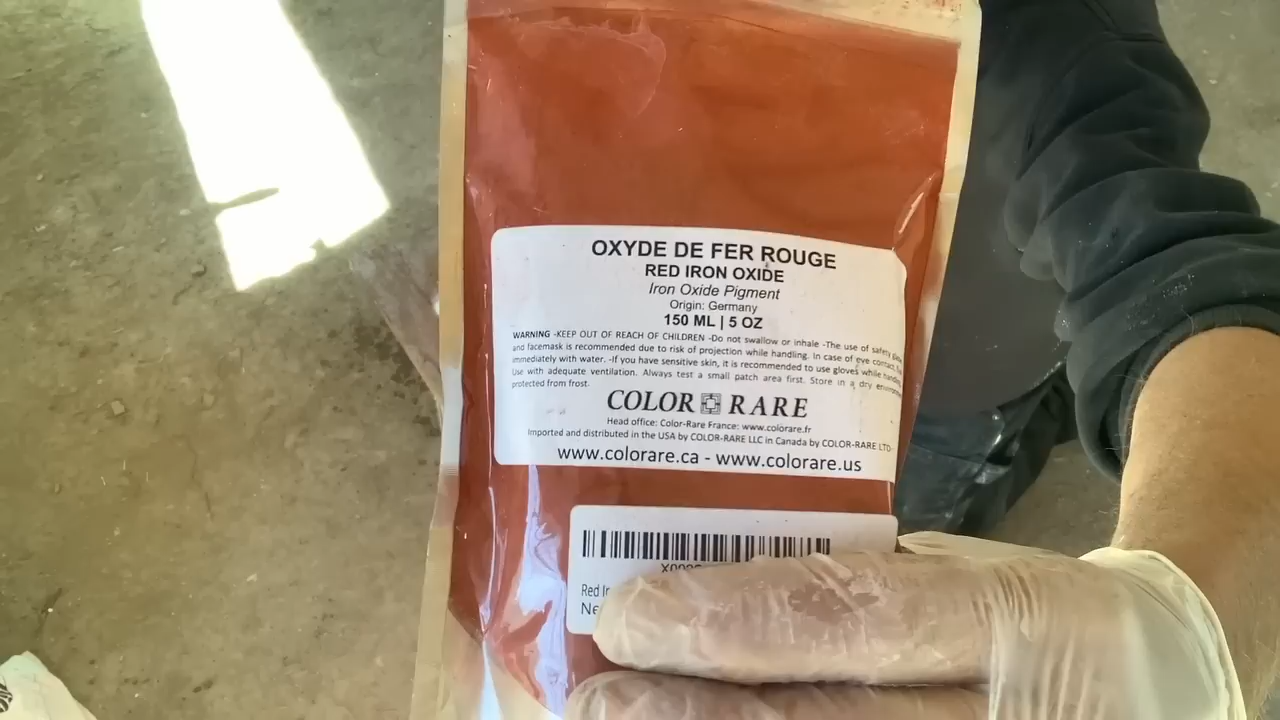 OXYDE DE FER ROUGE
RED IRON OXIDE
Iron Oxide Pigment
Origin: Germany
150 ML | 5 OZ
WARNING -KEEP OUT OF REACH OF CHILDREN -Do not swallow or inhale -The use of safety
and facemask is recommended due to risk of projection while handling. In case of eye contact,
immediately with water. -If you have sensitive skin, it is recommended to use gloves while
Use with adequate ventilation. Always test a small patch area first. Store in a dry
protected from frost.
COLOR RARE
Head office: Color-Rare France: www.colorare.fr
Imported and distributed in the USA by COLOR-RARE LLC in Canada by COLOR-RARE LTD-
www.colorare.ca - www.colorare.us
Red